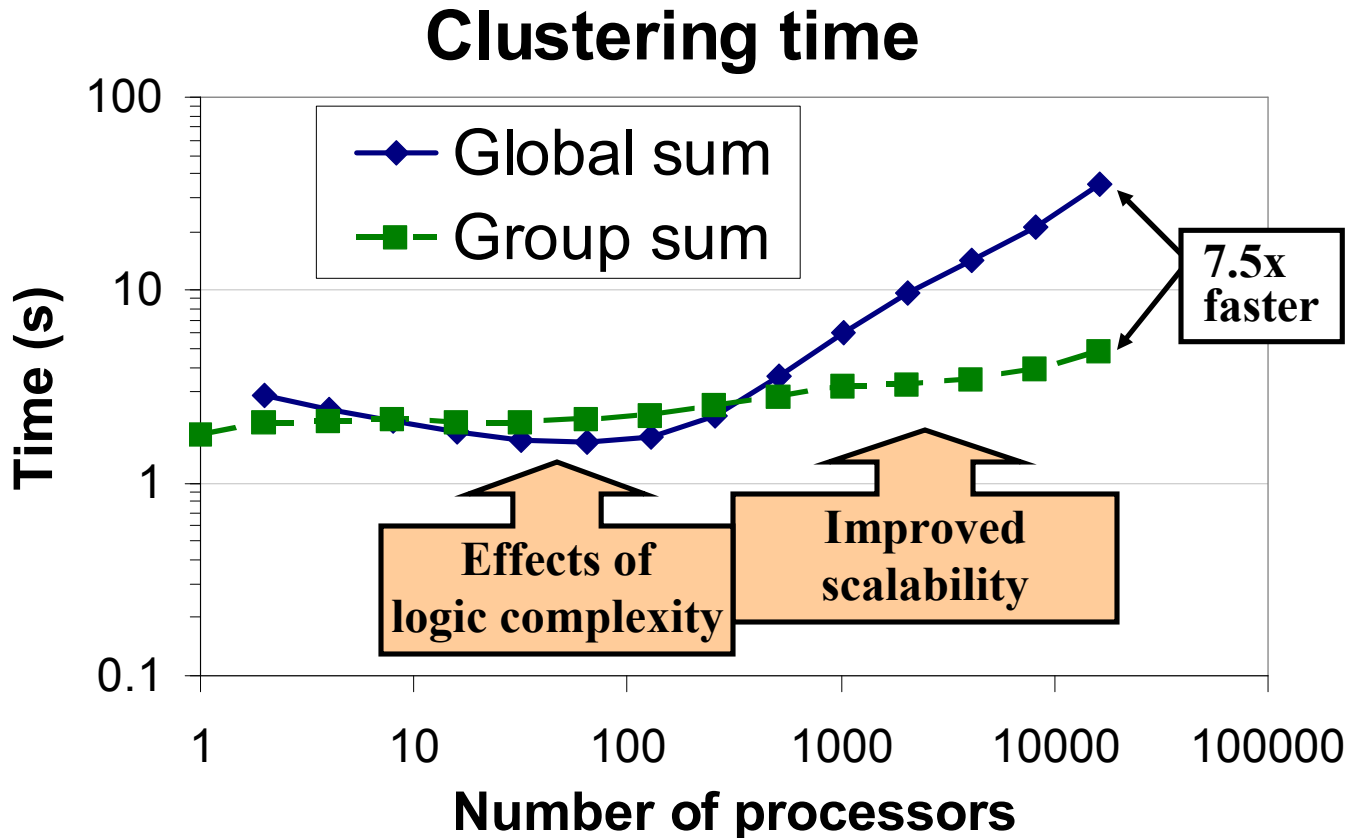 Clustering time
100
10
1
0.1
Time (s)
Global sum
Group sum
7.5x
faster
Effects of
logic complexity
Improved
scalability
1 10 100 1000 10000 100000
Number of processors